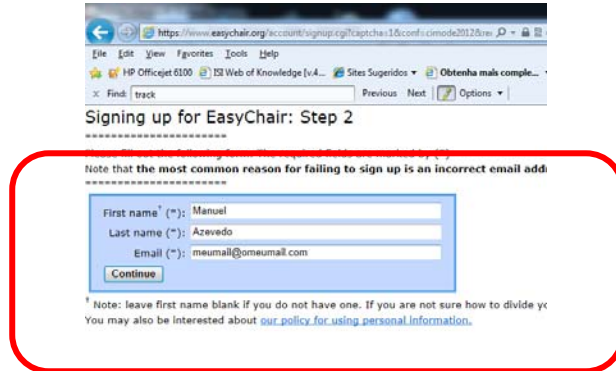 https://www.easychair.org/account/signup.cgi?captcha=1&conf=cimode2012&
File Edit View Favorites Tools Help
HP Officejet 6100 ISI Web of Knowledge [v.4... Sites Sugeridos Obtenha mais comple...
× Find: track Previous Next Options
Signing up for EasyChair: Step 2
=======================
Note that the most common reason for failing to sign up is an incorrect email addr
=======================
First name† (*): Manuel
Last name (*): Azevedo
Email (*): meumail@omeumail.com
Continue
† Note: leave first name blank if you do not have one. If you are not sure how to divide yo
You may also be interested about our policy for using personal information.